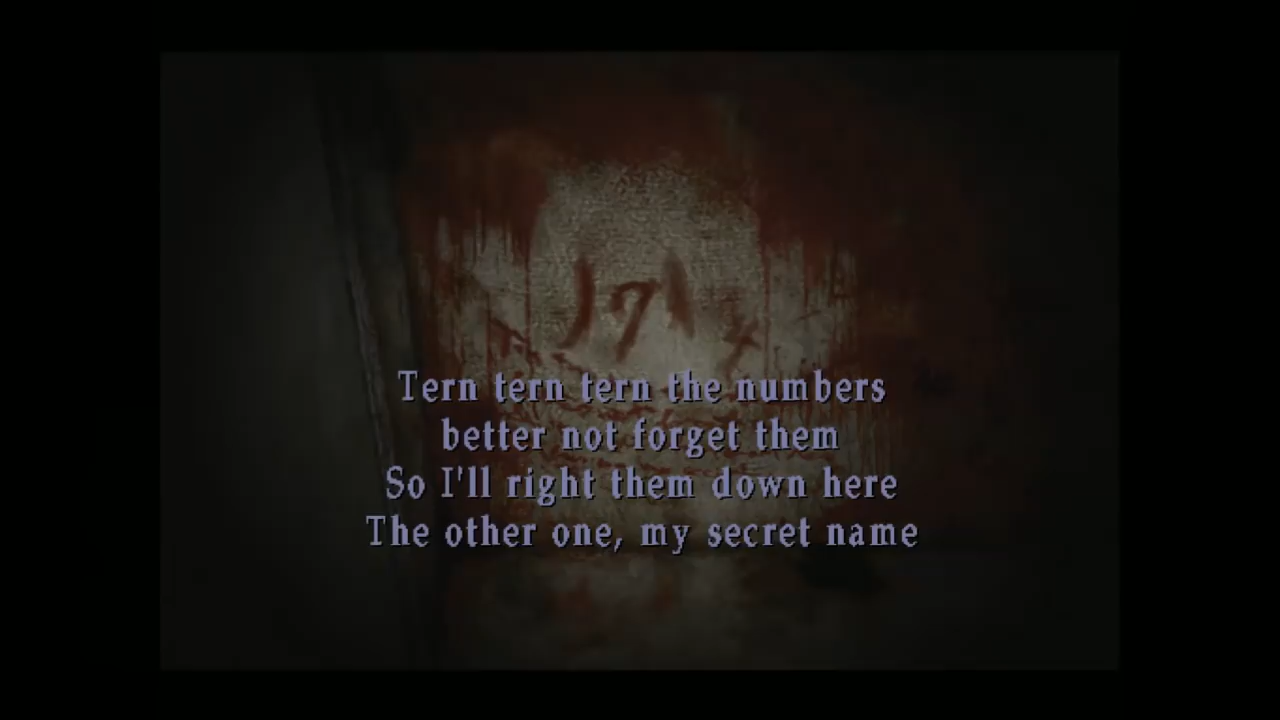 Tern tern tern the numbers
better not forget them
So I'll right them down here
The other one, my secret name